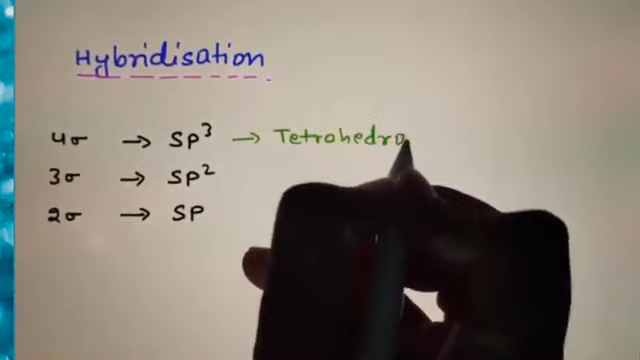 Hybridisation
4σ → SP³ → Tetrahedra
3σ → SP²
2σ → SP